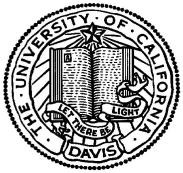 · THE · UNIVERSITY · OF · CALIFORNIA ·
LET THERE BE
LIGHT
DAVIS